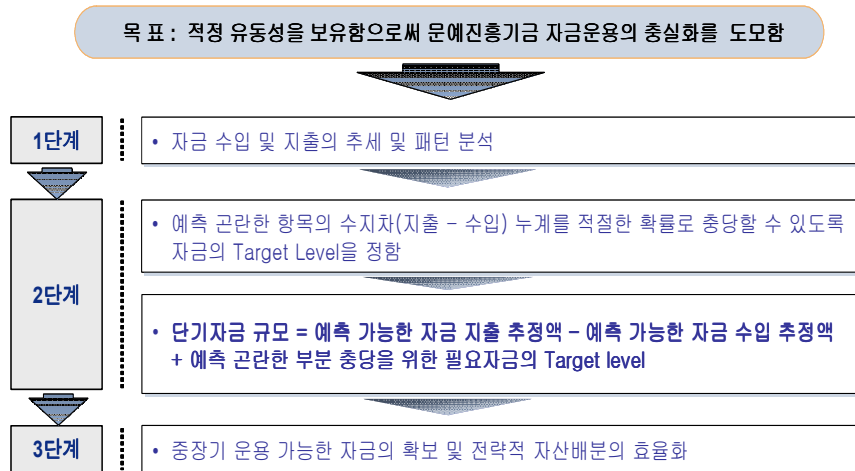 목 표 : 적정 유동성을 보유함으로써 문예진흥기금 자금운용의 충실화를 도모함
1단계
• 자금 수입 및 지출의 추세 및 패턴 분석
2단계
• 예측 곤란한 항목의 수지차(지출 – 수입) 누계를 적절한 확률로 충당할 수 있도록
자금의 Target Level을 정함
• 단기자금 규모 = 예측 가능한 자금 지출 추정액 – 예측 가능한 자금 수입 추정액
+ 예측 곤란한 부분 충당을 위한 필요자금의 Target level
3단계
• 중장기 운용 가능한 자금의 확보 및 전략적 자산배분의 효율화